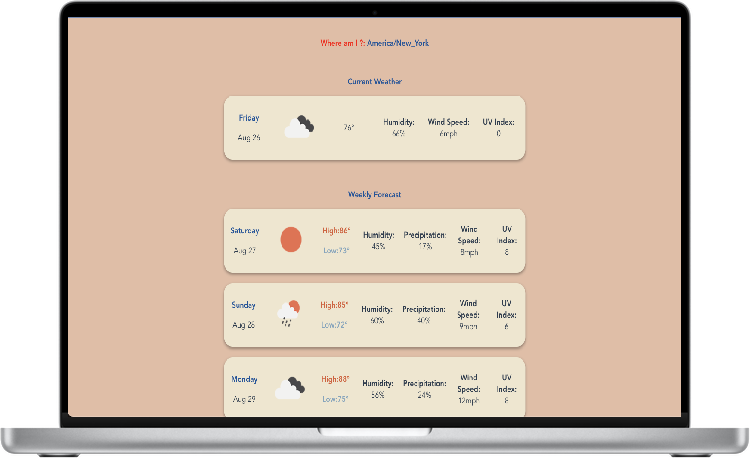 Where am I ?: America/New_York
Current Weather
Friday
Aug 26
76°
Humidity:
66%
Wind Speed:
6mph
UV Index:
0
Weekly Forecast
Saturday
Aug 27
High:86°
Low:73°
Humidity:
45%
Precipitation:
17%
Wind
Speed:
8mph
UV
Index:
8
Sunday
Aug 28
High:85°
Low:72°
Humidity:
60%
Precipitation:
40%
Wind
Speed:
9mph
UV
Index:
6
Monday
Aug 29
High:88°
Low:75°
Humidity:
56%
Precipitation:
24%
Wind
Speed:
12mph
UV
Index:
8